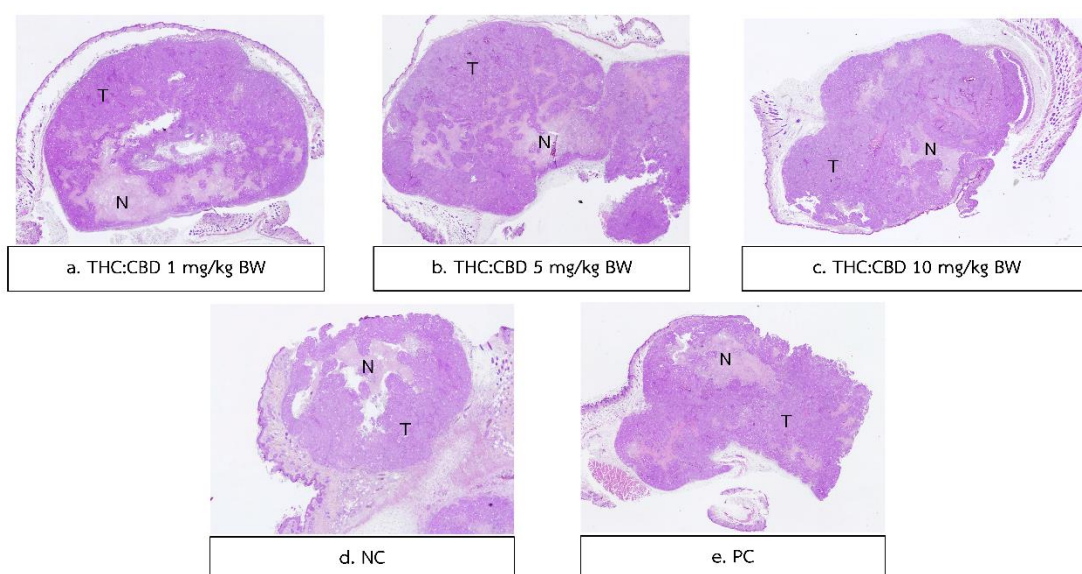 T
N
a. THC:CBD 1 mg/kg BW
T
N
b. THC:CBD 5 mg/kg BW
N
T
c. THC:CBD 10 mg/kg BW
N
T
d. NC
N
T
e. PC